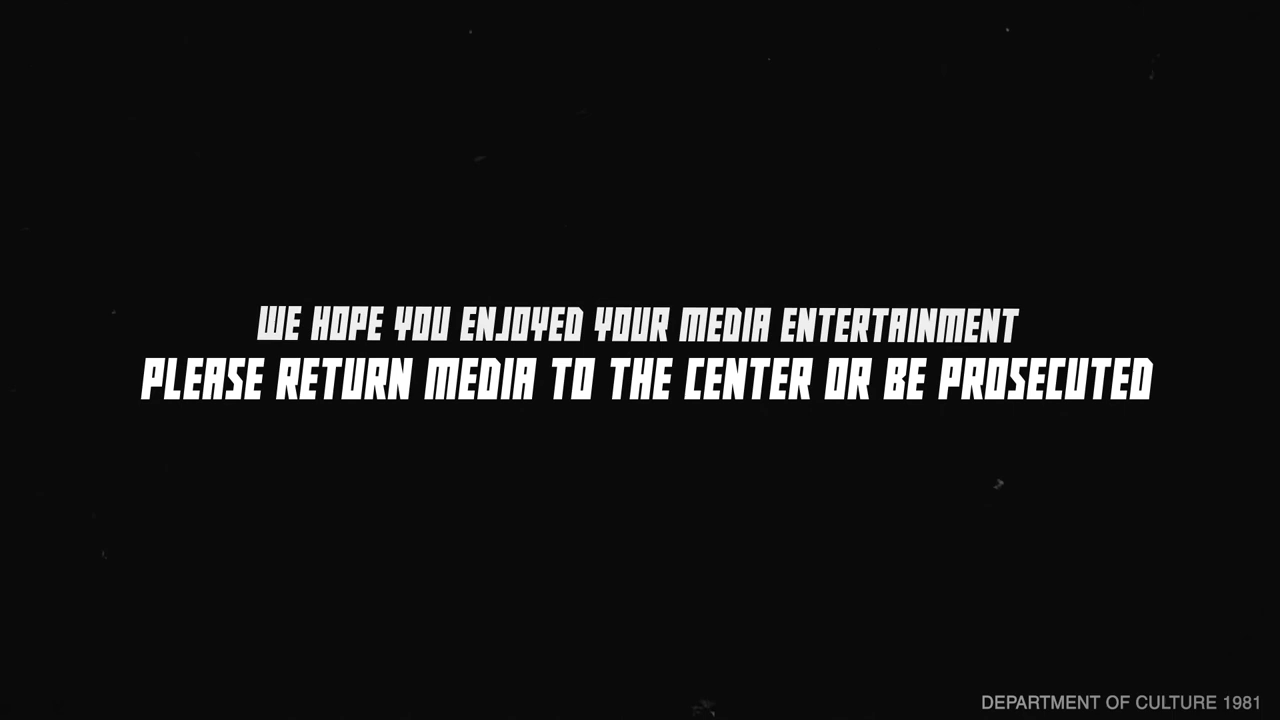 WE HOPE YOU ENJOYED YOUR MEDIA ENTERTAINMENT
PLEASE RETURN MEDIA TO THE CENTER OR BE PROSECUTED
DEPARTMENT OF CULTURE 1981